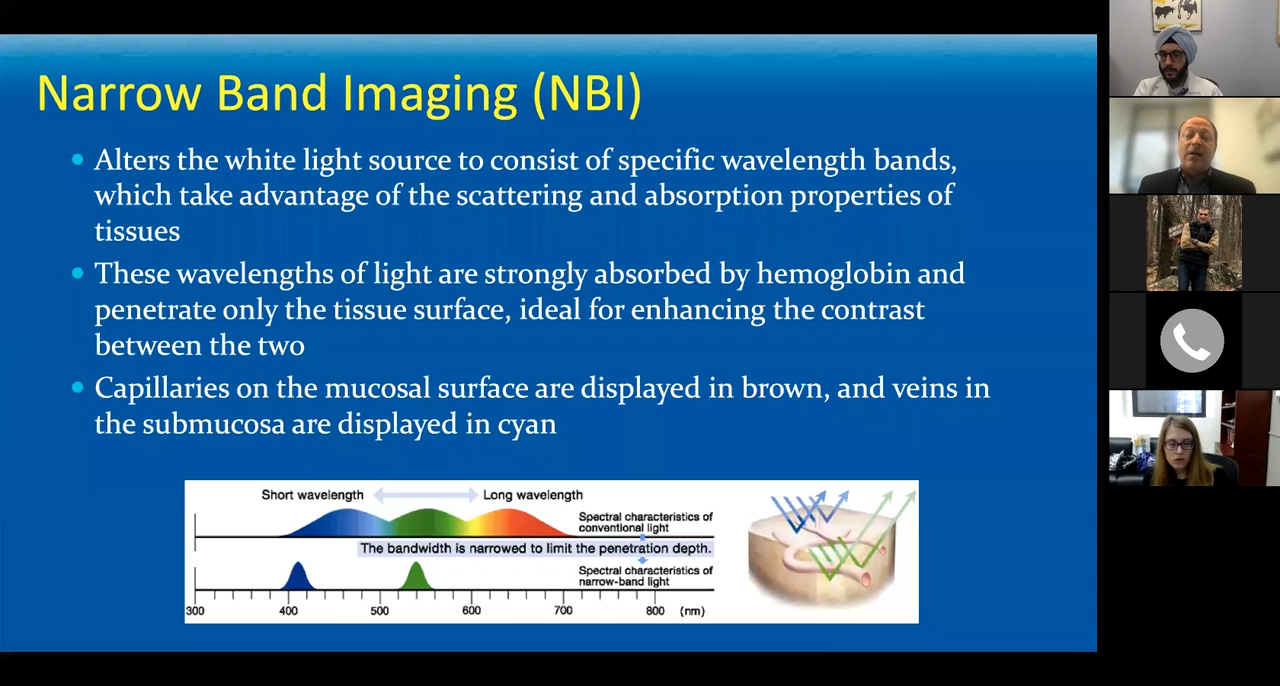 Narrow Band Imaging (NBI)
Alters the white light source to consist of specific wavelength bands,
which take advantage of the scattering and absorption properties of
tissues
These wavelengths of light are strongly absorbed by hemoglobin and
penetrate only the tissue surface, ideal for enhancing the contrast
between the two
Capillaries on the mucosal surface are displayed in brown, and veins in
the submucosa are displayed in cyan
Short wavelength
Long wavelength
Spectral characteristics of
conventional light
The bandwidth is narrowed to limit the penetration depth.
Spectral characteristics of
narrow-band light
300 400 500 600 700 800 (nm)